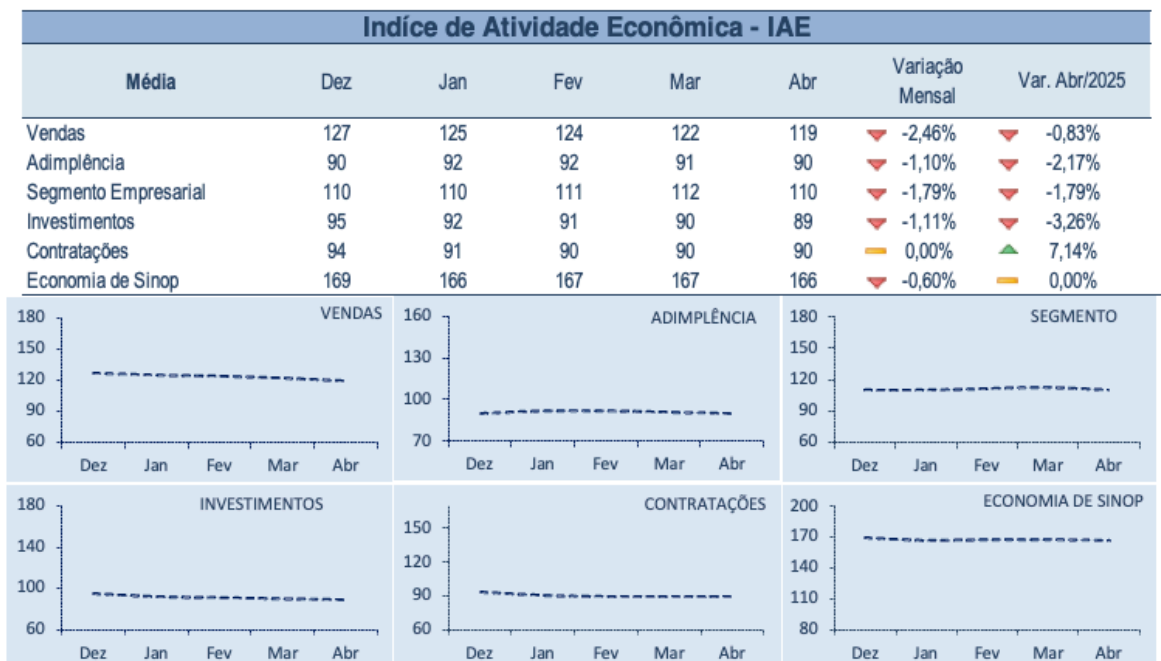 Indíce de Atividade Econômica - IAE
Média Dez Jan Fev Mar Abr Variação Mensal Var. Abr/2025
Vendas 127 125 124 122 119 -2,46% -0,83%
Adimplência 90 92 92 91 90 -1,10% -2,17%
Segmento Empresarial 110 110 111 112 110 -1,79% -1,79%
Investimentos 95 92 91 90 89 -1,11% -3,26%
Contratações 94 91 90 90 90 0,00% 7,14%
Economia de Sinop 169 166 167 167 166 -0,60% 0,00%
VENDAS
180
150
120
90
60
Dez Jan Fev Mar Abr
ADIMPLÊNCIA
160
130
100
70
Dez Jan Fev Mar Abr
SEGMENTO
180
150
120
90
60
Dez Jan Fev Mar Abr
INVESTIMENTOS
180
140
100
60
Dez Jan Fev Mar Abr
CONTRATAÇÕES
150
120
90
60
Dez Jan Fev Mar Abr
ECONOMIA DE SINOP
200
170
140
110
80
Dez Jan Fev Mar Abr